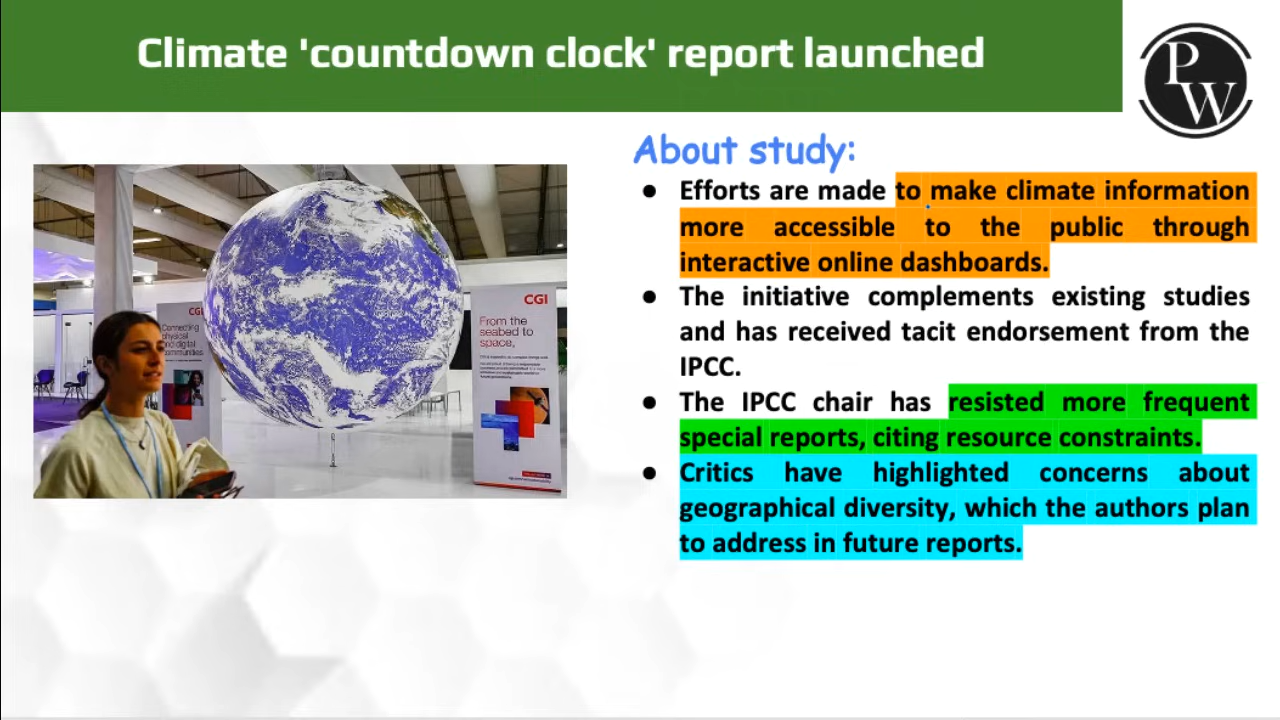 Climate 'countdown clock' report launched
P
W
About study:
● Efforts are made to make climate information
more accessible to the public through
interactive online dashboards.
● The initiative complements existing studies
and has received tacit endorsement from the
IPCC.
● The IPCC chair has resisted more frequent
special reports, citing resource constraints.
● Critics have highlighted concerns about
geographical diversity, which the authors plan
to address in future reports.
CGI
Connecting
physical
and digital
communities
CGI
From the
seabed to
space,